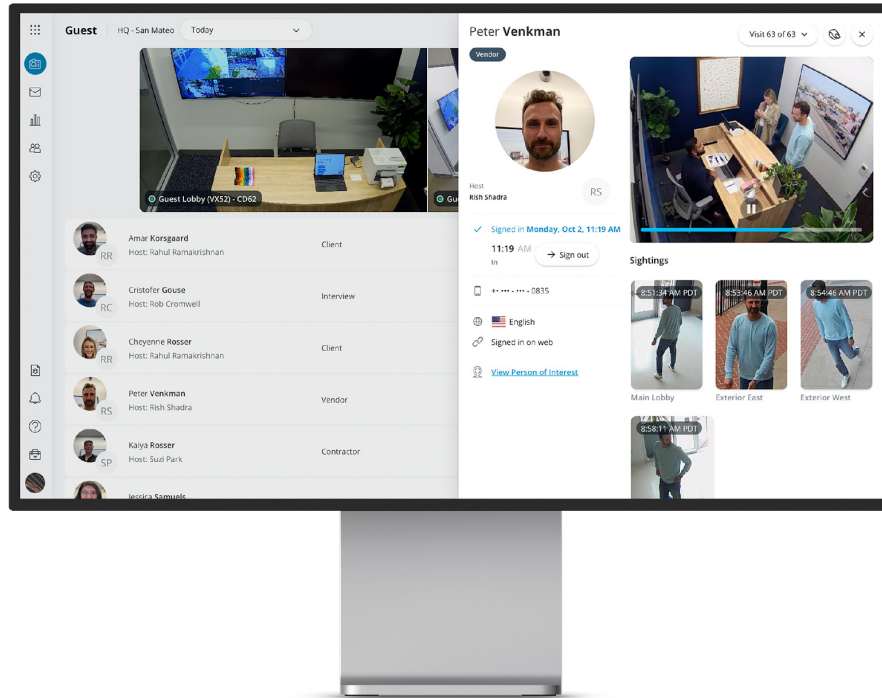 Guest
HQ - San Mateo
Today
Guest Lobby (VX52) - CD62
Gu
RR
Amar Korsgaard
Host: Rahul Ramakrishnan
Client
RC
Cristofer Gouse
Host: Rob Cromwell
Interview
RR
Cheyenne Rosser
Host: Rahul Ramakrishnan
Client
RS
Peter Venkman
Host: Rish Shadra
Vendor
SP
Kaiya Rosser
Host: Suzi Park
Contractor
Jessica Samuels
Peter Venkman
Vendor
Visit 63 of 63
Host
Rish Shadra
RS
Signed in Monday, Oct 2, 11:19 AM
11:19 AM
In
Sign out
+• ••• - ••• - 0835
English
Signed in on web
View Person of Interest
Sightings
8:51:34 AM PDT
Main Lobby
8:53:46 AM PDT
Exterior East
8:54:46 AM PDT
Exterior West
8:58:11 AM PDT